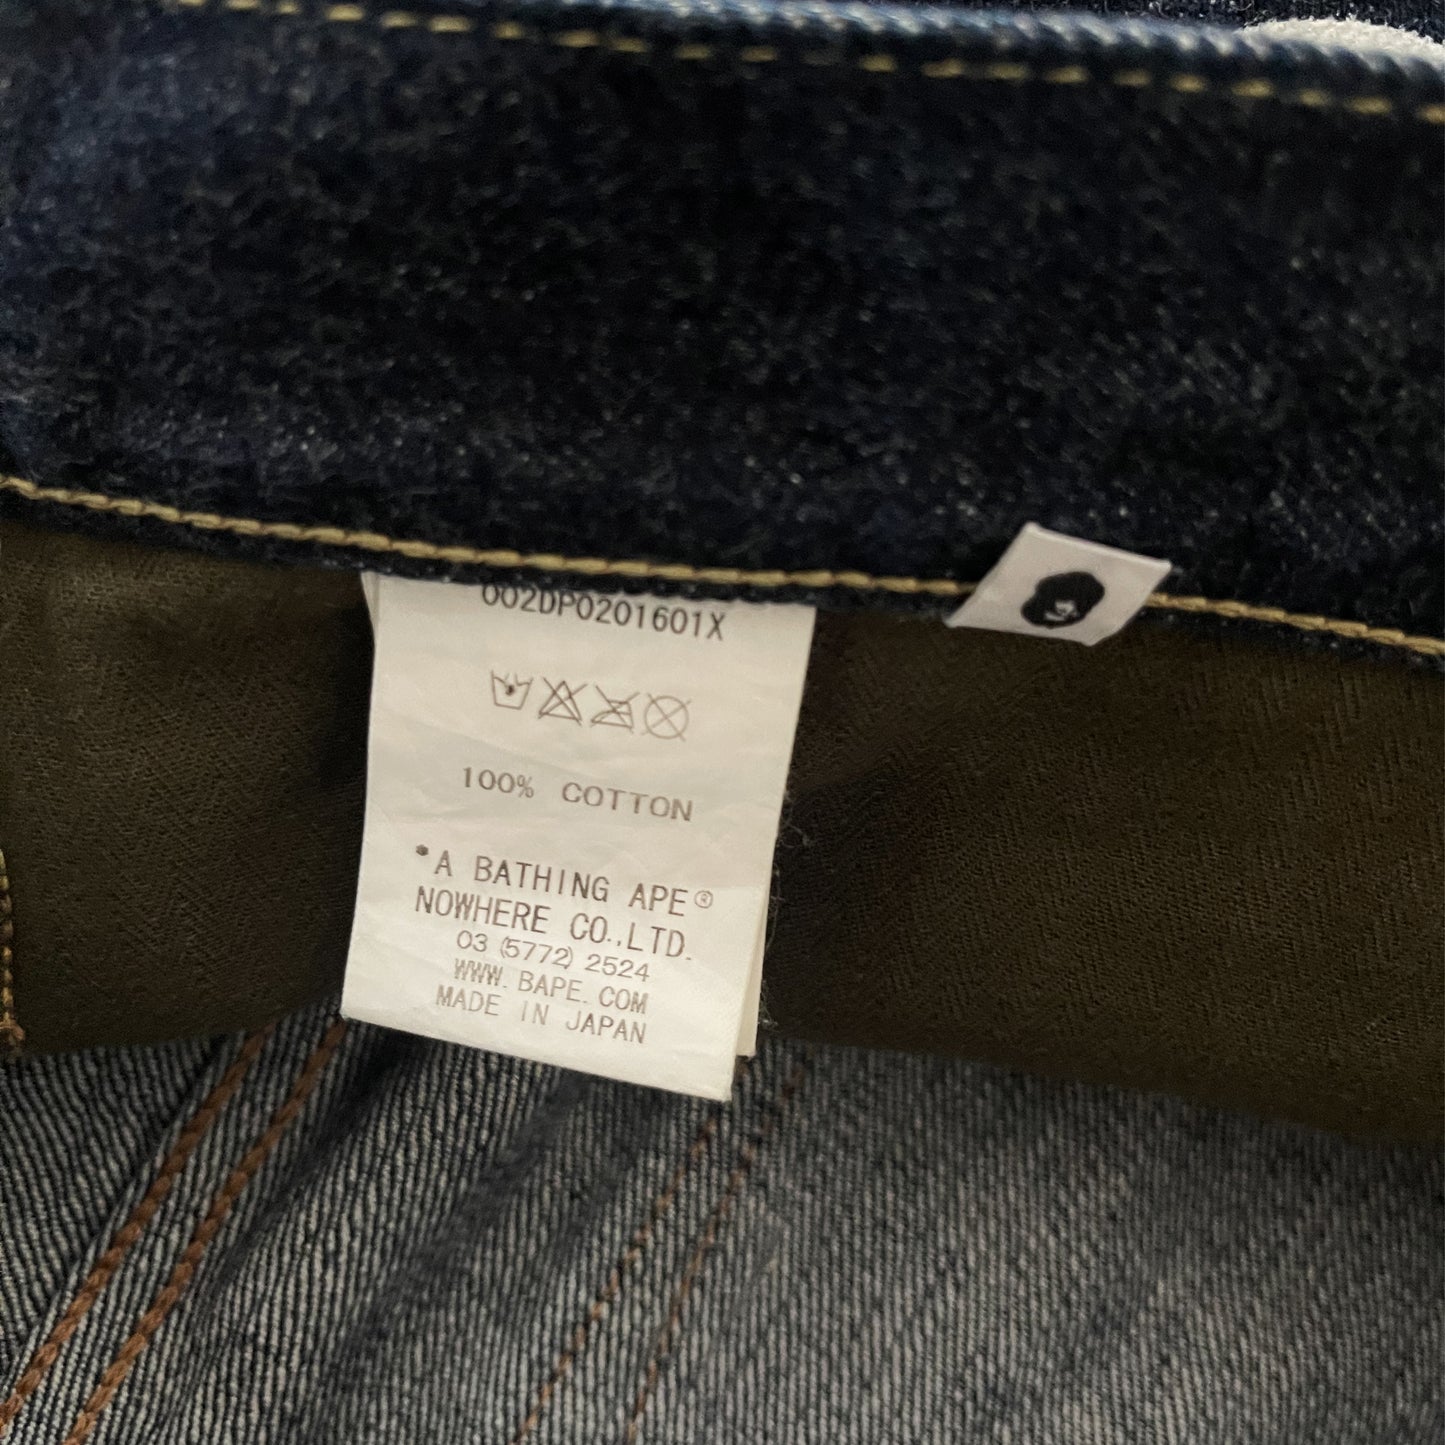 002DP0201601X
100% COTTON
*A BATHING APE®
NOWHERE CO.,LTD.
03 (5772) 2524
WWW. BAPE. COM
MADE IN JAPAN